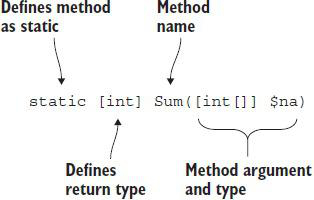 Defines method
as static
Method
name
static [int] Sum([int[]] $na)
Defines
return type
Method argument
and type